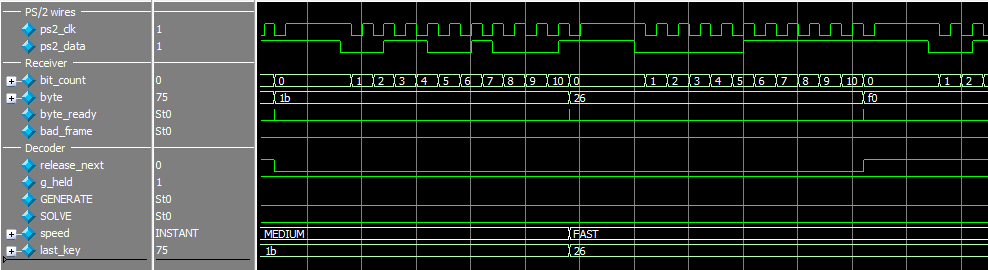 PS/2 wires
ps2_clk 1
ps2_data 1
Receiver
bit_count 0 0 1 2 3 4 5 6 7 8 9 10 0 1 2 3 4 5 6 7 8 9 10 0 1 2
byte 75 1b 26 f0
byte_ready St0
bad_frame St0
Decoder
release_next 0
g_held 1
GENERATE St0
SOLVE St0
speed INSTANT MEDIUM FAST
last_key 75 1b 26